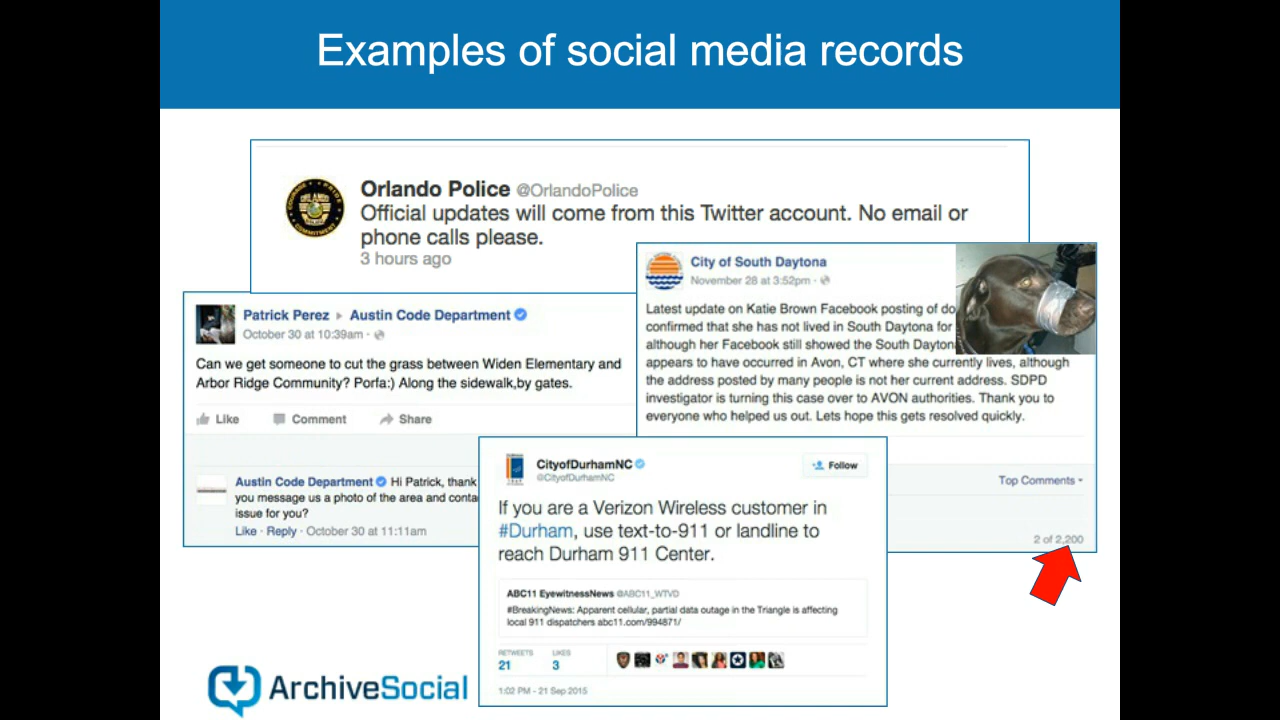 Examples of social media records
Orlando Police @OrlandoPolice
Official updates will come from this Twitter account. No email or
phone calls please.
3 hours ago
Patrick Perez Austin Code Department
October 30 at 10:39am ·
Can we get someone to cut the grass between Widen Elementary and
Arbor Ridge Community? Porfa:) Along the sidewalk,by gates.
Like Comment Share
Austin Code Department Hi Patrick, thank
you message us a photo of the area and conta
issue for you?
Like · Reply · October 30 at 11:11am
City of South Daytona
November 28 at 3:52pm ·
Latest update on Katie Brown Facebook posting of do
confirmed that she has not lived in South Daytona for
although her Facebook still showed the South Dayton
appears to have occurred in Avon, CT where she currently lives, although
the address posted by many people is not her current address. SDPD
investigator is turning this case over to AVON authorities. Thank you to
everyone who helped us out. Lets hope this gets resolved quickly.
Top Comments
2 of 2,200
CityofDurhamNC
@CityofDurhamNC
Follow
If you are a Verizon Wireless customer in
#Durham, use text-to-911 or landline to
reach Durham 911 Center.
ABC11 EyewitnessNews @ABC11_WTVD
#BreakingNews: Apparent cellular, partial data outage in the Triangle is affecting
local 911 dispatchers abc11.com/994871/
RETWEETS LIKES
21 3
1:02 PM - 21 Sep 2015
ArchiveSocial